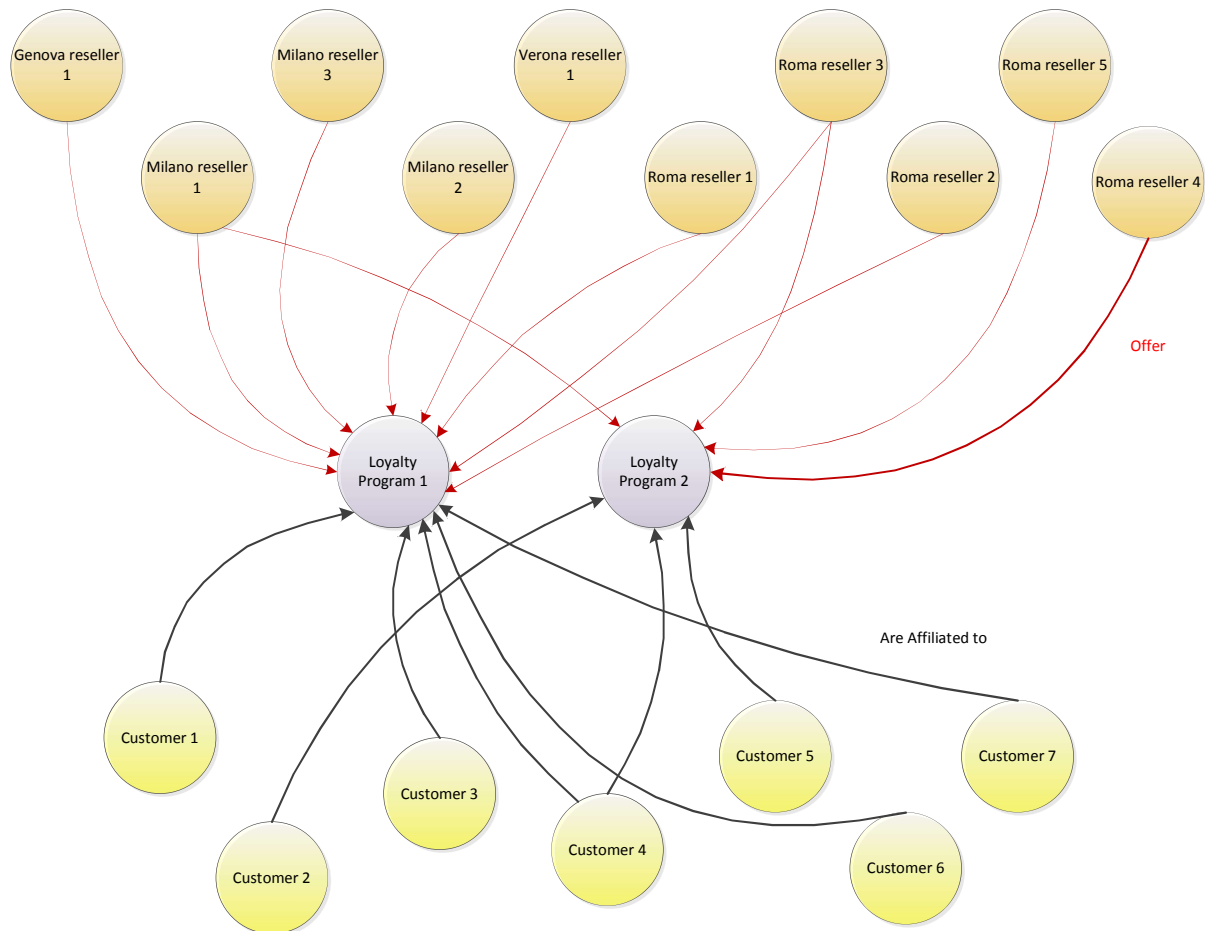 Genova reseller
1
Milano reseller
3
Verona reseller
1
Roma reseller 3
Roma reseller 5
Milano reseller
1
Milano reseller
2
Roma reseller 1
Roma reseller 2
Roma reseller 4
Offer
Loyalty
Program 1
Loyalty
Program 2
Are Affiliated to
Customer 1
Customer 3
Customer 5
Customer 7
Customer 2
Customer 4
Customer 6